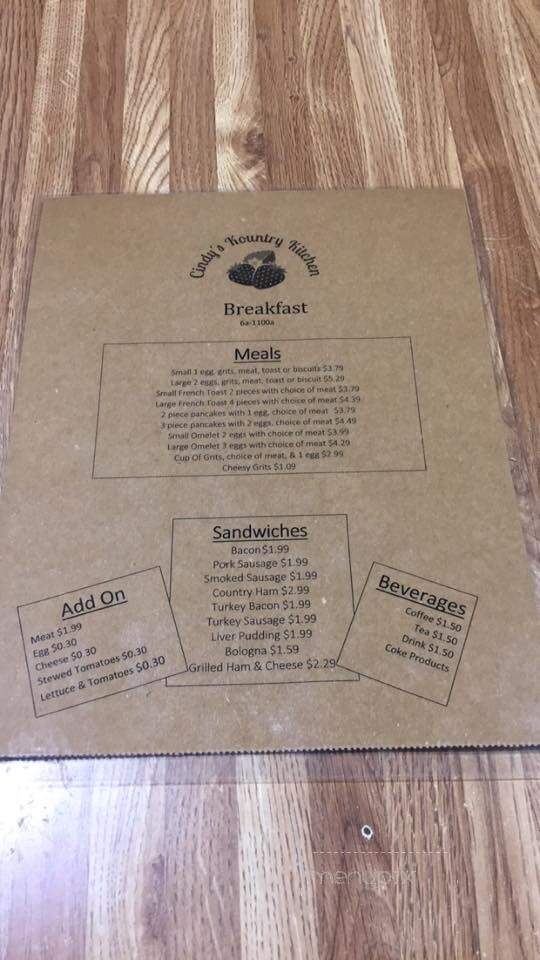 Cindy's Kountry Kitchen
Breakfast
6a-1100a
Meals
Small 1 egg, grits, meat, toast or biscuits $3.79
Large 2 eggs, grits, meat, toast or biscuit $5.29
Small French Toast 2 pieces with choice of meat $3.79
Large French Toast 4 pieces with choice of meat $4.39
2 piece pancakes with 1 egg, choice of meat $3.79
3 piece pancakes with 2 eggs, choice of meat $4.49
Small Omelet 2 eggs with choice of meat $3.99
Large Omelet 3 eggs with choice of meat $4.29
Cup Of Grits, choice of meat, & 1 egg $2.99
Cheesy Grits $1.09
Sandwiches
Bacon $1.99
Pork Sausage $1.99
Smoked Sausage $1.99
Country Ham $2.99
Turkey Bacon $1.99
Turkey Sausage $1.99
Liver Pudding $1.99
Bologna $1.59
Grilled Ham & Cheese $2.29
Add On
Meat $1.99
Egg $0.30
Cheese $0.30
Stewed Tomatoes $0.30
Lettuce & Tomatoes $0.30
Beverages
Coffee $1.50
Tea $1.50
Drink $1.50
Coke Products
menupix